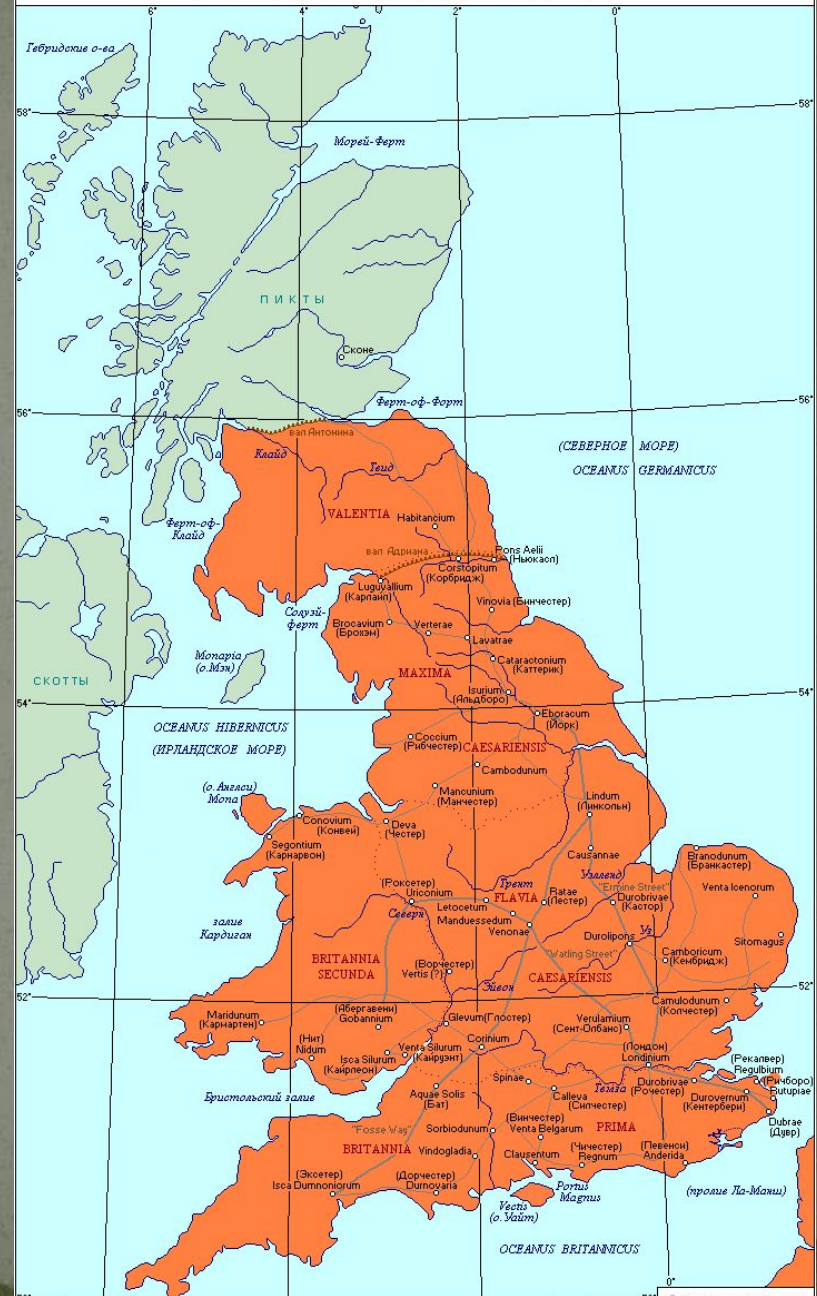 6°
4°
2°
0°
Гебридские о-ва
58°
58°
Морей-Ферт
ПИКТЫ
Сконе
56°
56°
Ферт-оф-Форт
вал Антонина
(СЕВЕРНОЕ МОРЕ)
OCEANUS GERMANICUS
Клайд
Твид
VALENTIA
Habitancium
Ферт-оф-
Клайд
вал Адриана
Pons Aelii
(Ньюкасл)
Corstopitum
(Корбридж)
Luguvallium
(Карлайл)
Vinovia (Бинчестер)
Солуэй-
ферт
Brocavium
(Брохэм)
Verterae
Lavatrae
Monapia
(о.Мэн)
СКОТТЫ
Cataractonium
(Каттерик)
MAXIMA
Isurium
(Альдборо)
54°
54°
Eboracum
(Йорк)
OCEANUS HIBERNICUS
(ИРЛАНДСКОЕ МОРЕ)
Coccium
(Рибчестер)
CAESARIENSIS
Cambodunum
(о.Англси)
Mona
Mancunium
(Манчестер)
Lindum
(Линкольн)
Conovium
(Конвей)
Deva
(Честер)
Segontium
(Карнарвон)
Causannae
Branodunum
(Бранкастер)
(Роксетер)
Uriconium
Трент
Уэлленд
"Ermine Street"
Venta Icenorum
Letocetum
FLAVIA
Ratae
(Лестер)
Durobrivae
(Кастор)
Северн
Manduessedum
Venonae
залив
Кардиган
Durolipons
Уз
Sitomagus
"Watling Street"
Camboricum
(Кембридж)
BRITANNIA
SECUNDA
(Ворчестер)
Vertis (?)
Эйвон
CAESARIENSIS
52°
52°
Camulodunum
(Колчестер)
Maridunum
(Кармартен)
(Абергавени)
Gobannium
Glevum(Глостер)
Verulamium
(Сент-Олбанс)
(Нит)
Nidum
Venta Silurum
(Кайруэнт)
Corinium
(Лондон)
Londinium
Isca Silurum
(Кайрлеон)
(Рекалвер)
Regulbium
Spinae
Темза
Durobrivae
(Рочестер)
(Ричборо)
Rutupiae
Бристольский залив
Aquae Solis
(Бат)
Calleva
(Силчестер)
Durovernum
(Кентербери)
(Винчестер)
Venta Belgarum
PRIMA
Dubrae
(Дувр)
"Fosse Way"
Sorbiodunum
BRITANNIA
Vindogladia
Clausentum
(Чичестер)
Regnum
(Певенси)
Anderida
(Эксетер)
Isca Dumnoniorum
(Дорчестер)
Durnovaria
Portus
Magnus
(пролив Ла-Манш)
Vectis
(о.Уайт)
OCEANUS BRITANNICUS
0°